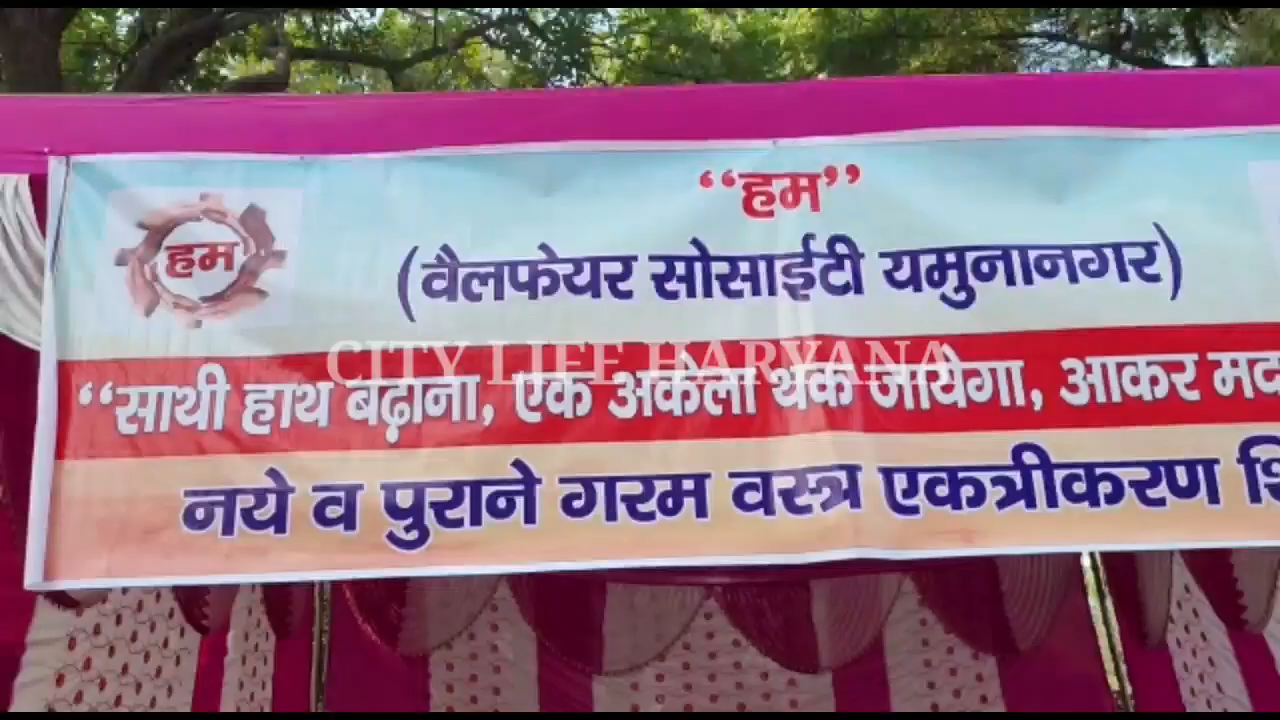 “हम”
हम
(वैलफेयर सोसाईटी यमुनानगर)
CITY LIFE HARYANA
“साथी हाथ बढ़ाना, एक अकेला थक जायेगा, आकर
नये व पुराने गरम वस्त्र एकत्रीकरण